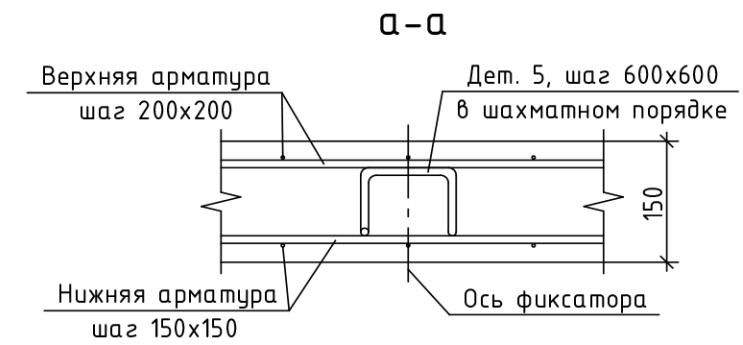 а-а
Верхняя арматура
шаг 200х200
Дет. 5, шаг 600х600
в шахматном порядке
150
Нижняя арматура
шаг 150х150
Ось фиксатора